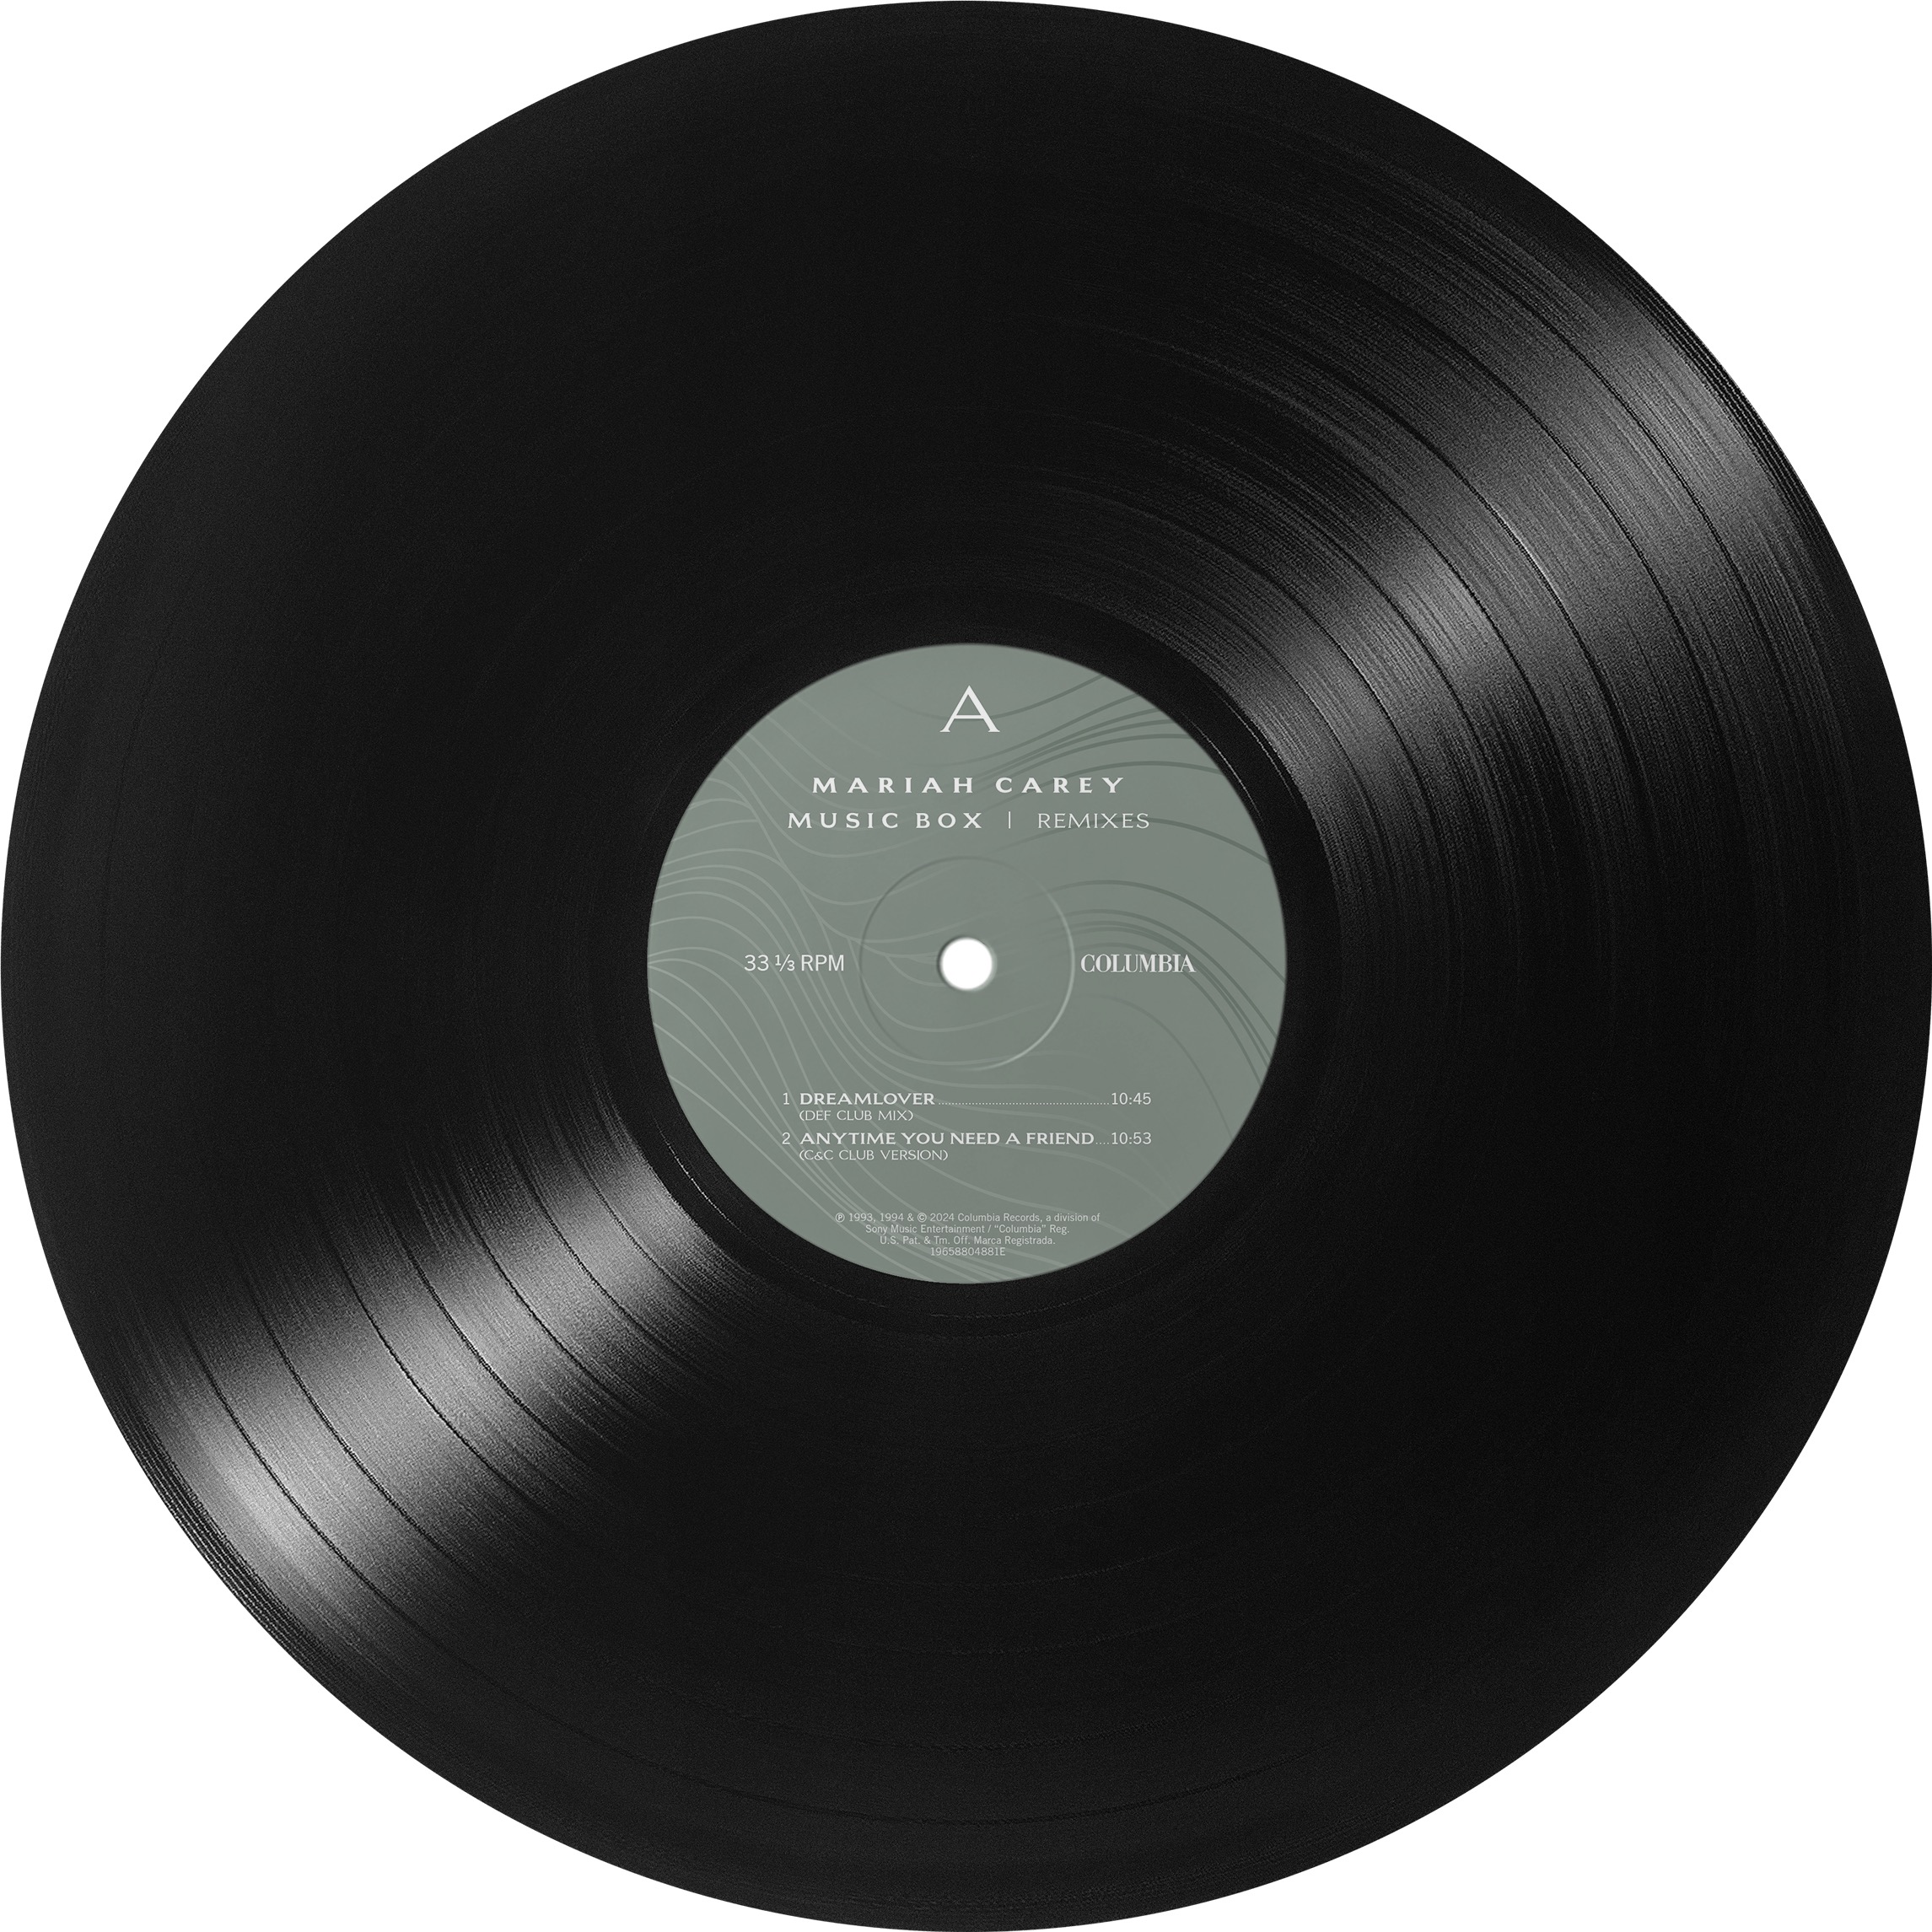 A
MARIAH CAREY
MUSIC BOX | REMIXES
33 ⅓ RPM
COLUMBIA
1 DREAMLOVER........................................................10:45
(DEF CLUB MIX)
2 ANYTIME YOU NEED A FRIEND....10:53
(C&C CLUB VERSION)
℗ 1993, 1994 & © 2024 Columbia Records, a division of
Sony Music Entertainment / “Columbia” Reg.
U.S. Pat. & Tm. Off. Marca Registrada.
19658804881E